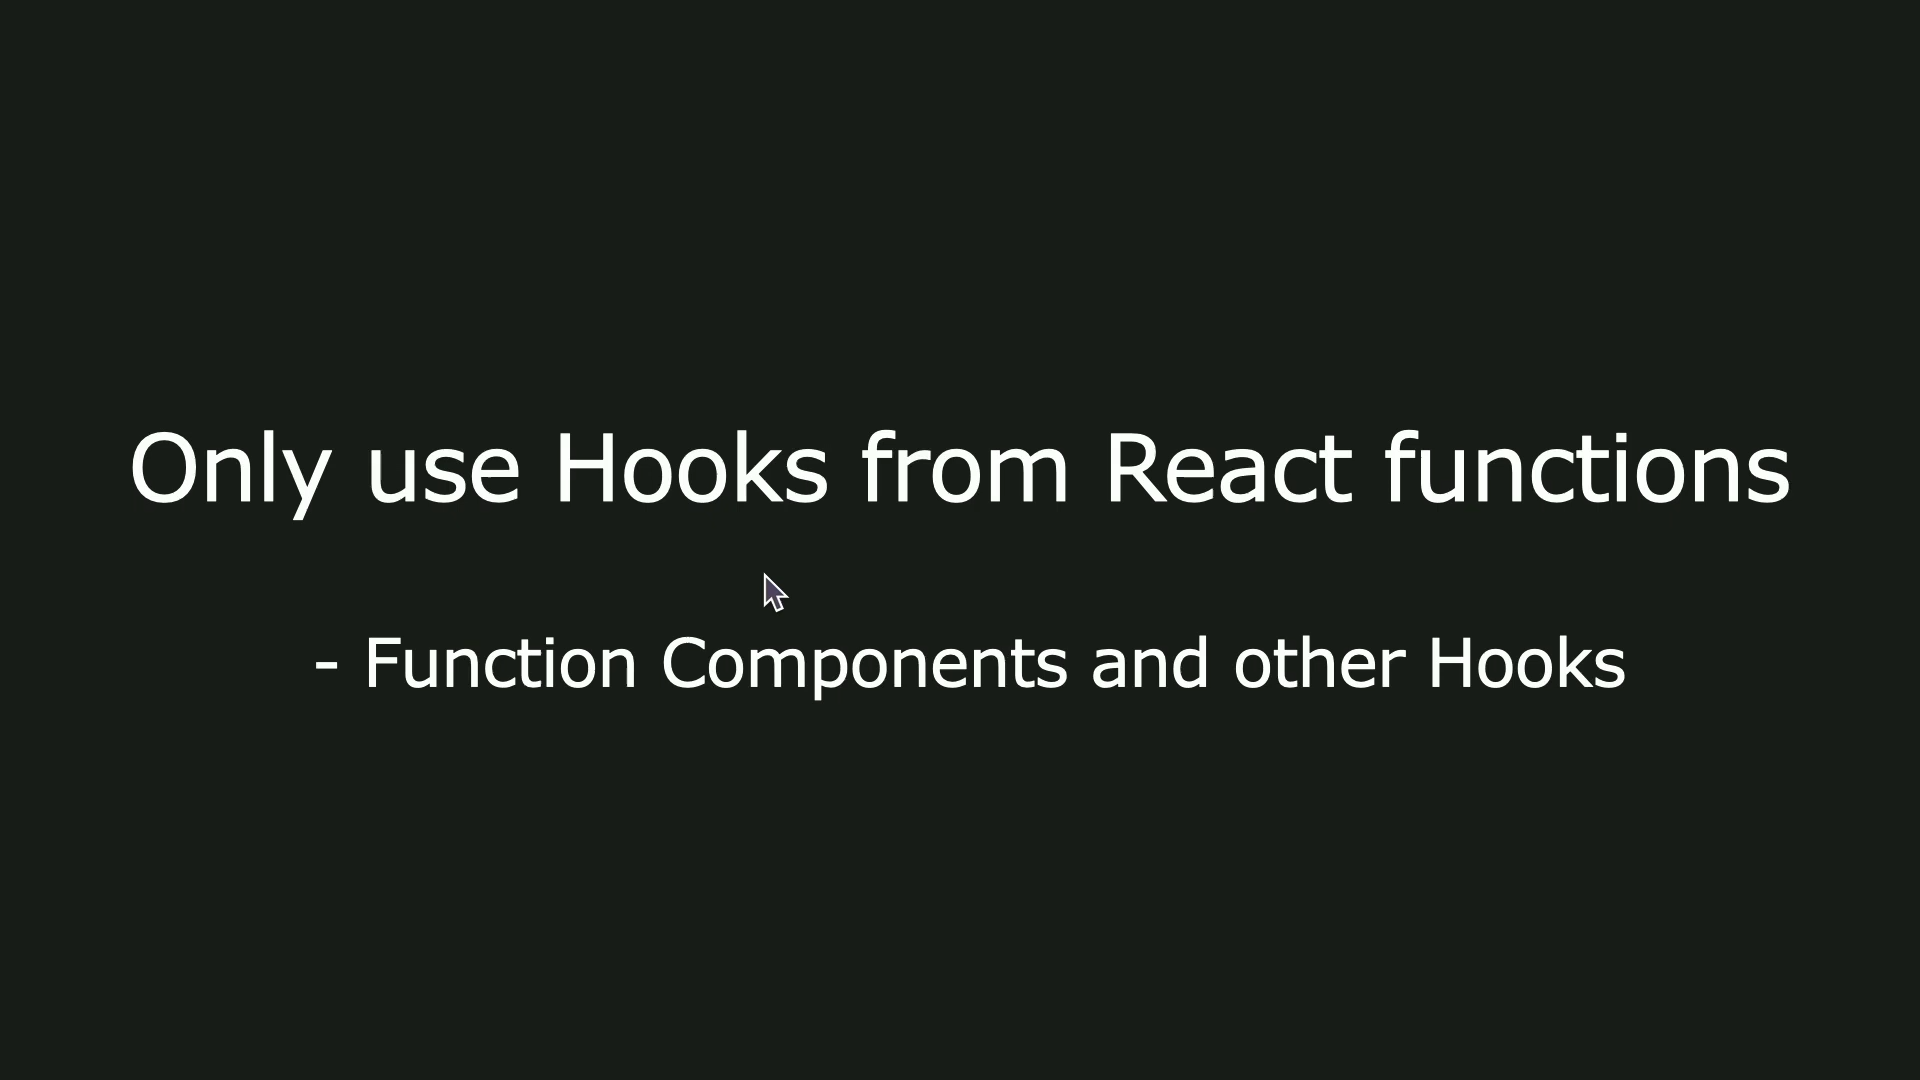 Only use Hooks from React functions
- Function Components and other Hooks